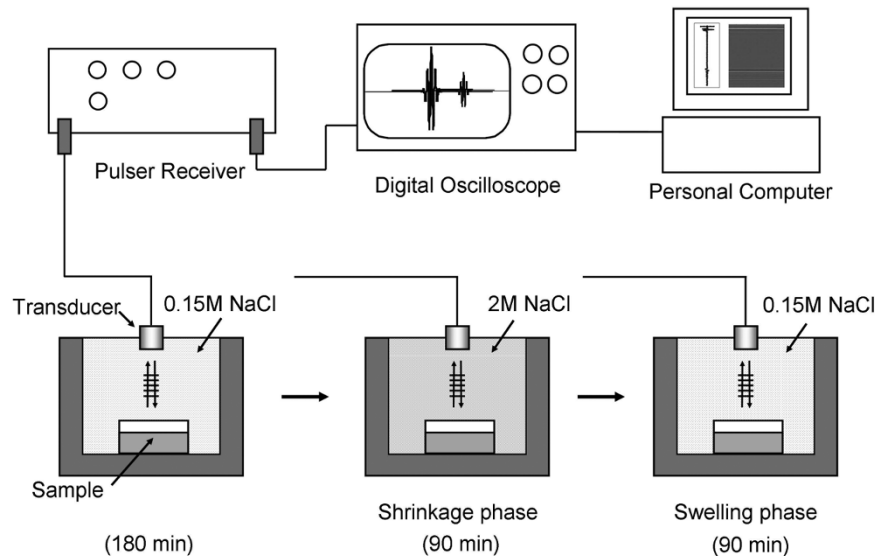 Pulser Receiver
Digital Oscilloscope
Personal Computer
Transducer
0.15M NaCl
2M NaCl
0.15M NaCl
Sample
Shrinkage phase
Swelling phase
(180 min)
(90 min)
(90 min)